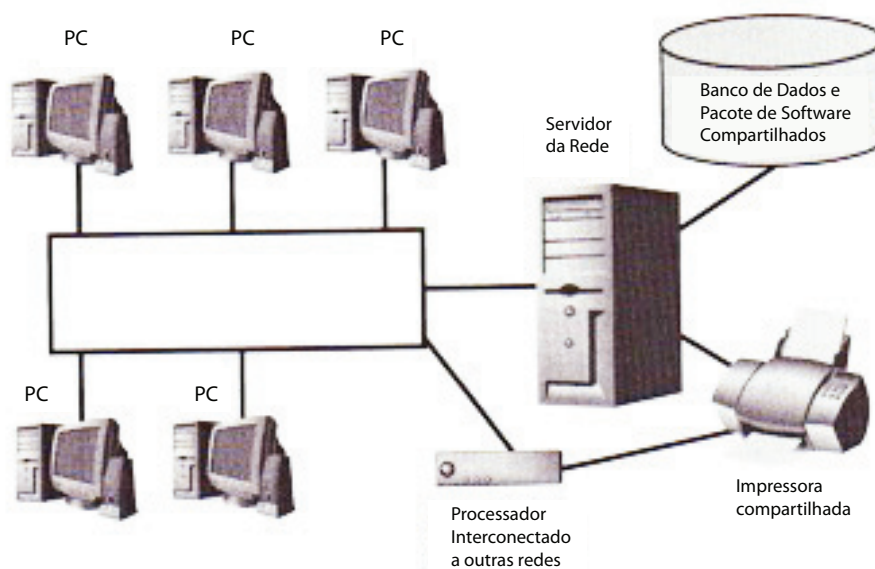 PC
PC
PC
Servidor
da Rede
Banco de Dados e
Pacote de Software
Compartilhados
PC
PC
Processador
Interconectado
a outras redes
Impressora
compartilhada